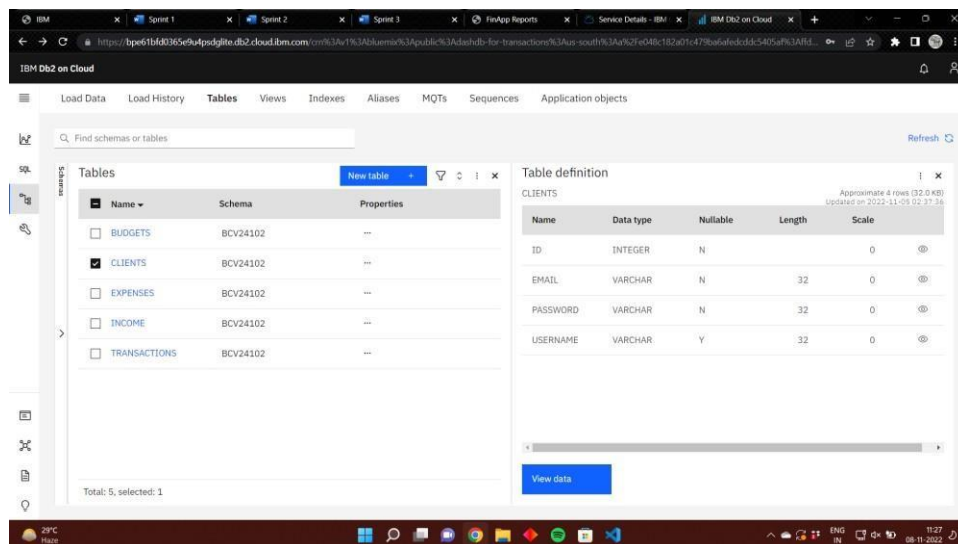 IBM
Sprint 1
Sprint 2
Sprint 3
FinApp Reports
Service Details - IBM
IBM Db2 on Cloud
IBM Db2 on Cloud
Load Data Load History Tables Views Indexes Aliases MQTs Sequences Application objects
Find schemas or tables
Refresh
SQL
Schemas
Tables
New table +
Name Schema Properties
BUDGETS BCV24102 ...
CLIENTS BCV24102 ...
EXPENSES BCV24102 ...
INCOME BCV24102 ...
TRANSACTIONS BCV24102 ...
Total: 5, selected: 1
Table definition
CLIENTS
Approximate 4 rows (32.0 KB)
Name Data type Nullable Length Scale
ID INTEGER N 0
EMAIL VARCHAR N 32 0
PASSWORD VARCHAR N 32 0
USERNAME VARCHAR Y 32 0
View data
29°C
Haze
ENG
IN
11:27
08-11-2022